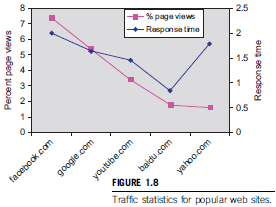 % page views
Response time
8
7
6
5
4
3
2
1
0
Percent page views
2.5
2
1.5
1
0.5
0
Response time
facebook.com
google.com
youtube.com
baidu.com
yahoo.com
FIGURE 1.8
Traffic statistics for popular web sites.